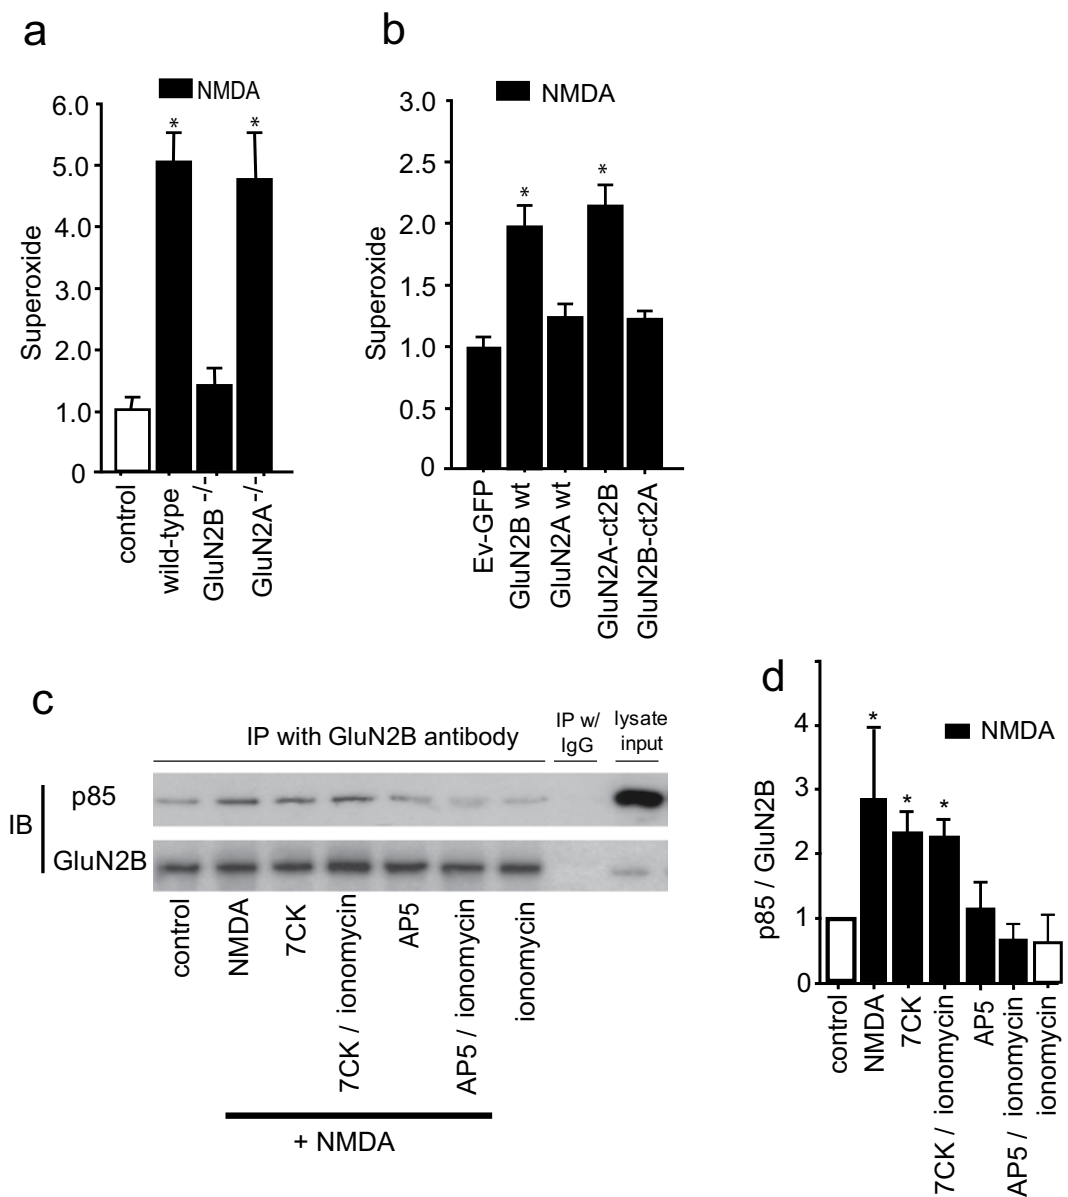 a
NMDA
6.0
5.0
4.0
3.0
2.0
1.0
0
Superoxide
*
*
control
wild-type
GluN2B -/-
GluN2A -/-
b
NMDA
3.0
2.5
2.0
1.5
1.0
0.5
0
Superoxide
*
*
Ev-GFP
GluN2B wt
GluN2A wt
GluN2A-ct2B
GluN2B-ct2A
c
IP with GluN2B antibody
IP w/
IgG
lysate
input
IB
p85
GluN2B
control
NMDA
7CK
7CK / ionomycin
AP5
AP5 / ionomycin
ionomycin
+ NMDA
d
NMDA
4
3
2
1
0
p85 / GluN2B
*
*
*
control
NMDA
7CK
7CK / ionomycin
AP5
AP5 / ionomycin
ionomycin